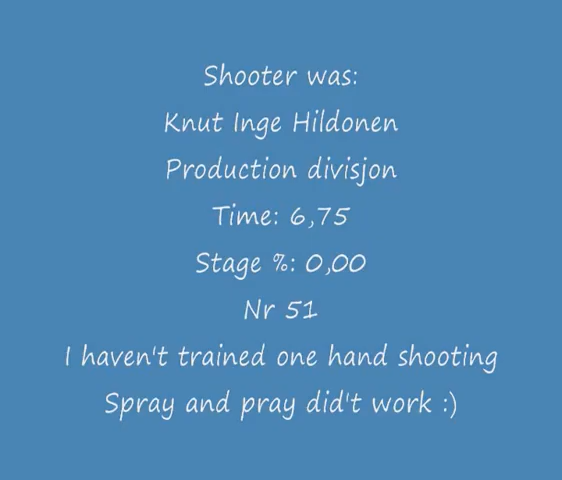 Shooter was:
Knut Inge Hildonen
Production divisjon
Time: 6,75
Stage %: 0,00
Nr 51
I haven't trained one hand shooting
Spray and pray did't work :)